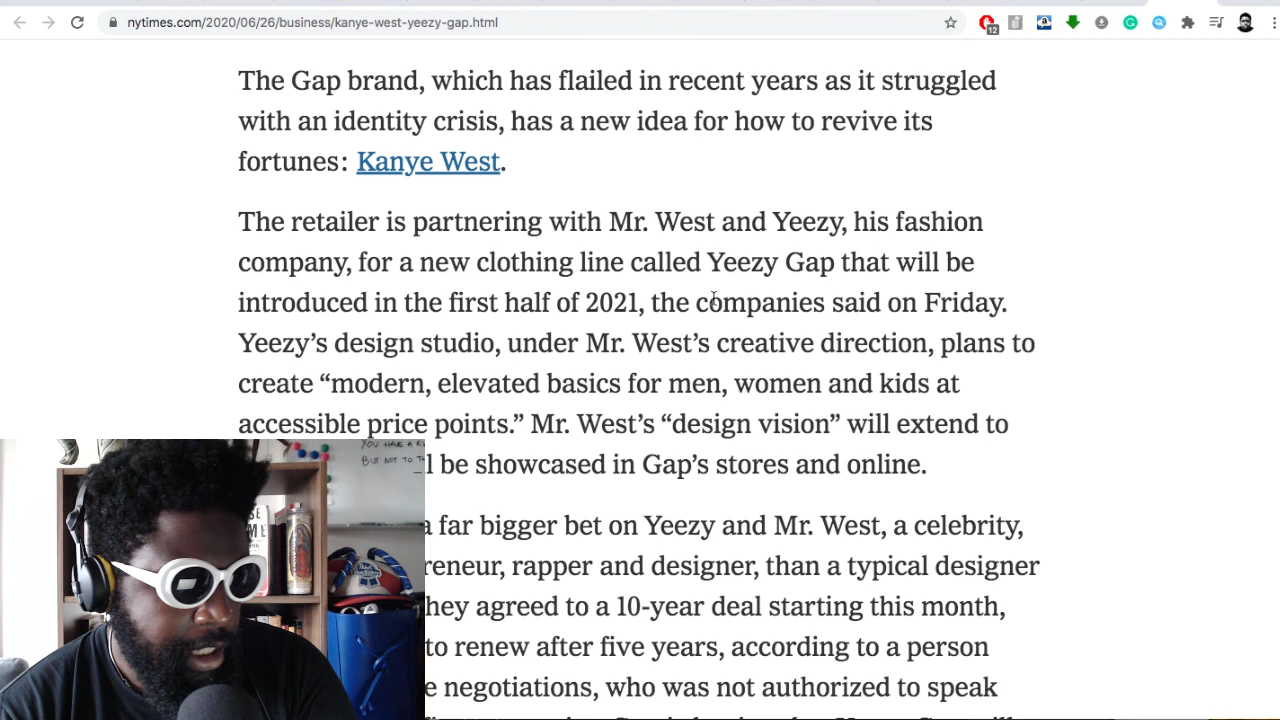 nytimes.com/2020/06/26/business/kanye-west-yeezy-gap.html
12
The Gap brand, which has flailed in recent years as it struggled
with an identity crisis, has a new idea for how to revive its
fortunes: Kanye West.
The retailer is partnering with Mr. West and Yeezy, his fashion
company, for a new clothing line called Yeezy Gap that will be
introduced in the first half of 2021, the companies said on Friday.
Yeezy’s design studio, under Mr. West’s creative direction, plans to
create “modern, elevated basics for men, women and kids at
accessible price points.” Mr. West’s “design vision” will extend to
be showcased in Gap’s stores and online.
a far bigger bet on Yeezy and Mr. West, a celebrity,
rapper and designer, than a typical designer
they agreed to a 10-year deal starting this month,
to renew after five years, according to a person
negotiations, who was not authorized to speak
YOU HAVE A
BUT NOT TO